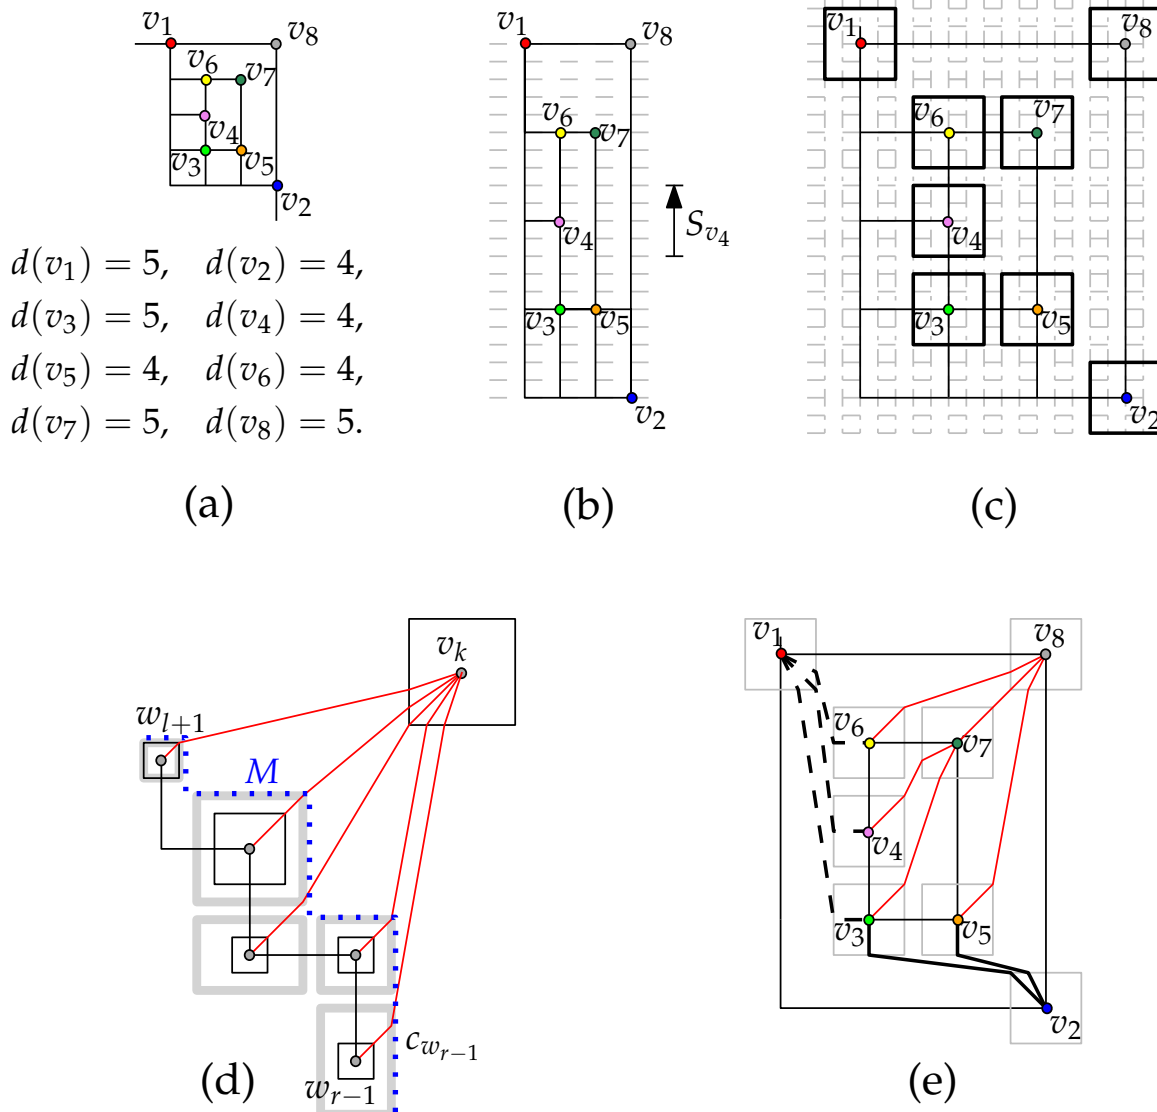 v1 v8
v6 v7
v4
v3 v5
v2
d(v1) = 5, d(v2) = 4,
d(v3) = 5, d(v4) = 4,
d(v5) = 4, d(v6) = 4,
d(v7) = 5, d(v8) = 5.
(a)
v1 v8
v6 v7
v4 Sv4
v3 v5
v2
(b)
v1 v8
v6 v7
v4
v3 v5
v2
(c)
vk
wl+1
M
cwr−1
wr−1
(d)
v1 v8
v6 v7
v4
v3 v5
v2
(e)